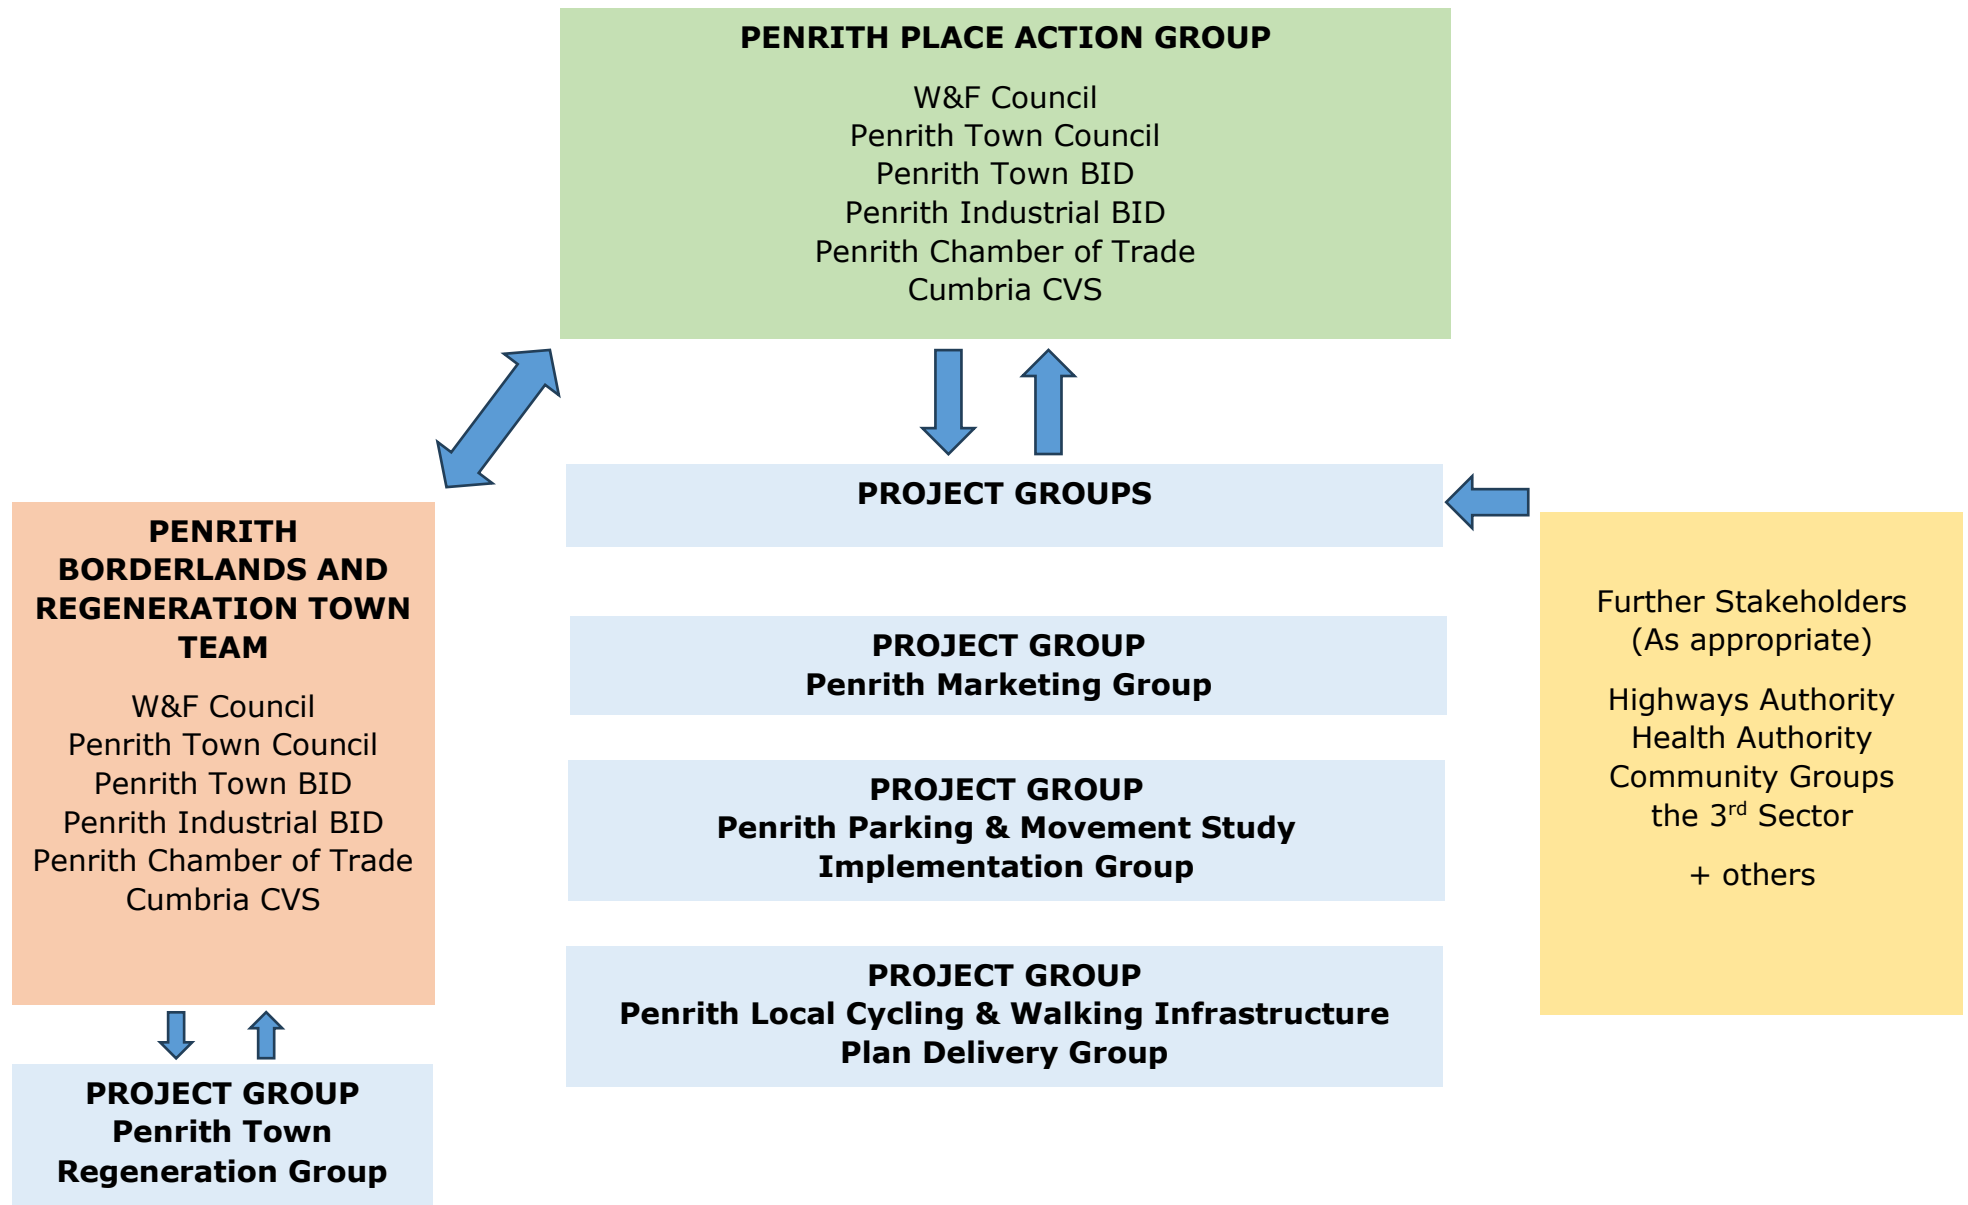 PENRITH PLACE ACTION GROUP
W&F Council
Penrith Town Council
Penrith Town BID
Penrith Industrial BID
Penrith Chamber of Trade
Cumbria CVS
PROJECT GROUPS
PROJECT GROUP
Penrith Marketing Group
PROJECT GROUP
Penrith Parking & Movement Study
Implementation Group
PROJECT GROUP
Penrith Local Cycling & Walking Infrastructure
Plan Delivery Group
PENRITH
BORDERLANDS AND
REGENERATION TOWN
TEAM
W&F Council
Penrith Town Council
Penrith Town BID
Penrith Industrial BID
Penrith Chamber of Trade
Cumbria CVS
PROJECT GROUP
Penrith Town
Regeneration Group
Further Stakeholders
(As appropriate)
Highways Authority
Health Authority
Community Groups
the 3rd Sector
+ others